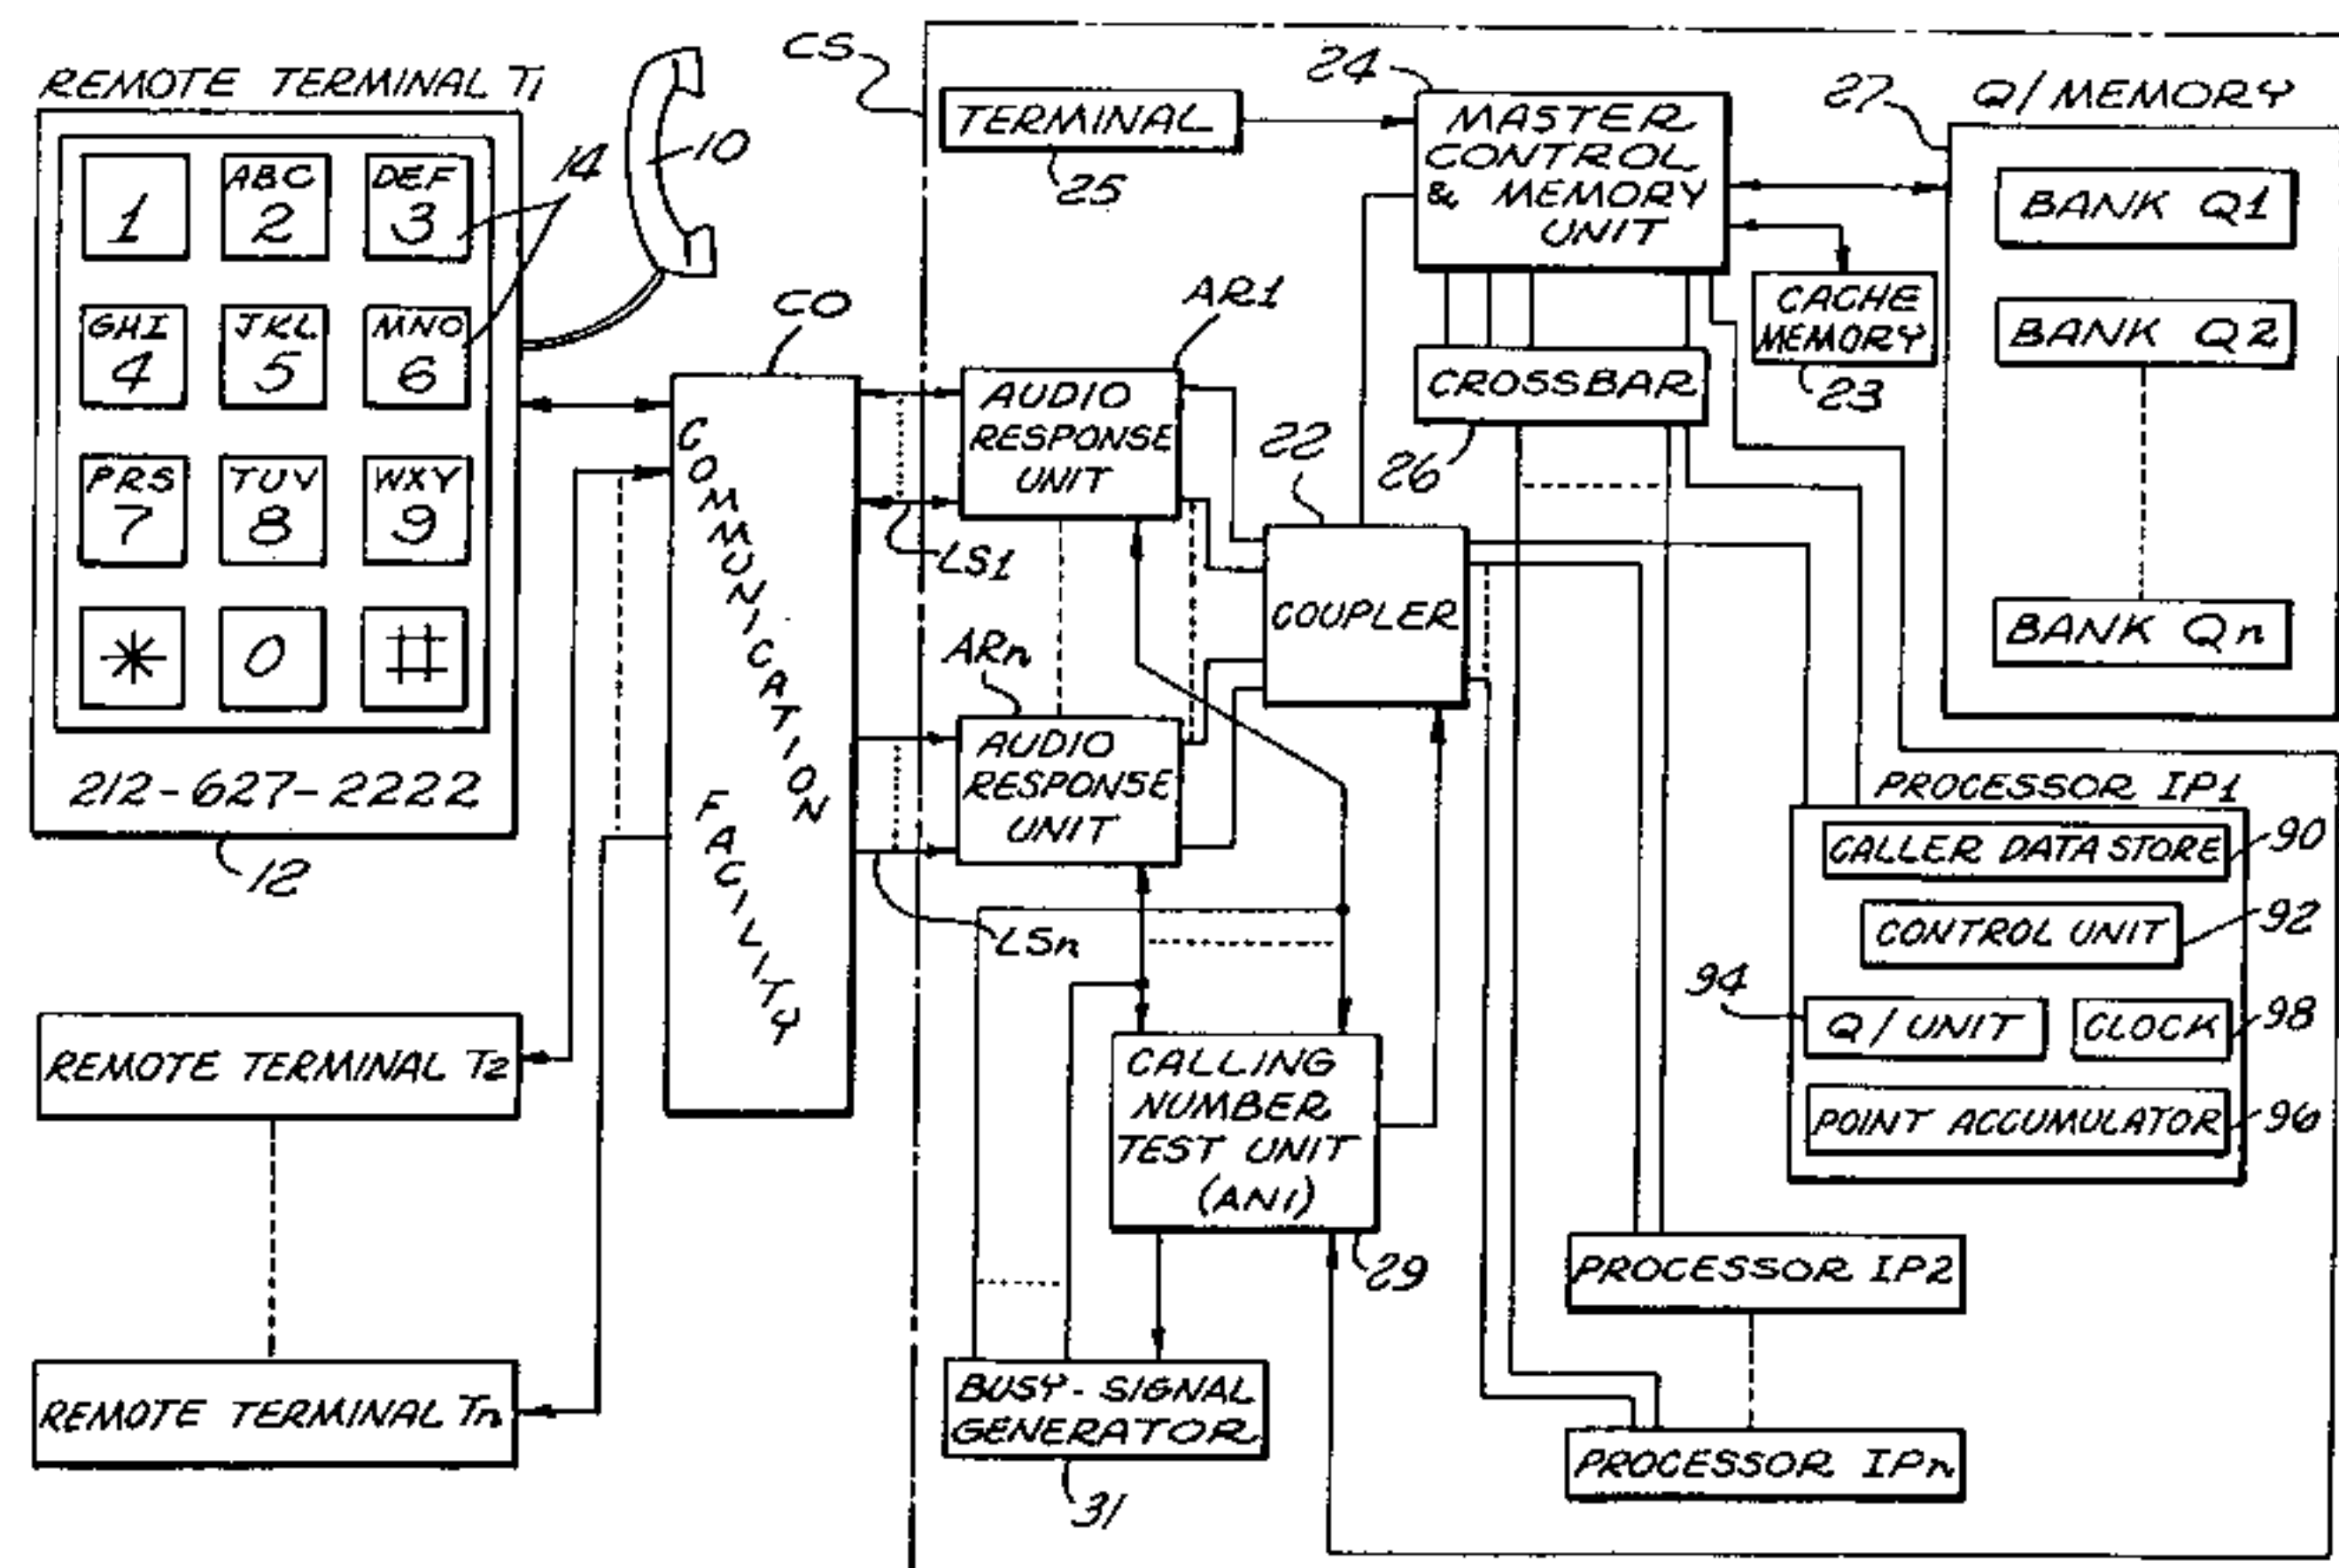 REMOTE TERMINAL T1
1
ABC
2
DEF
3
14
10
GHI
4
JKL
5
MNO
6
PRS
7
TUV
8
WXY
9
*
0
#
212-627-2222
12
REMOTE TERMINAL T2
REMOTE TERMINAL Tn
CO
COMMUNICATION
FACILITY
CS
TERMINAL
25
24
MASTER
CONTROL
& MEMORY
UNIT
27
Q/MEMORY
BANK Q1
BANK Q2
BANK Qn
CACHE
MEMORY
23
CROSSBAR
26
AR1
AUDIO
RESPONSE
UNIT
LS1
22
COUPLER
ARn
AUDIO
RESPONSE
UNIT
LSn
CALLING
NUMBER
TEST UNIT
(ANI)
29
BUSY-SIGNAL
GENERATOR
31
PROCESSOR IP1
CALLER DATA STORE
90
CONTROL UNIT
92
94
Q/UNIT
CLOCK
98
POINT ACCUMULATOR
96
PROCESSOR IP2
PROCESSOR IPn